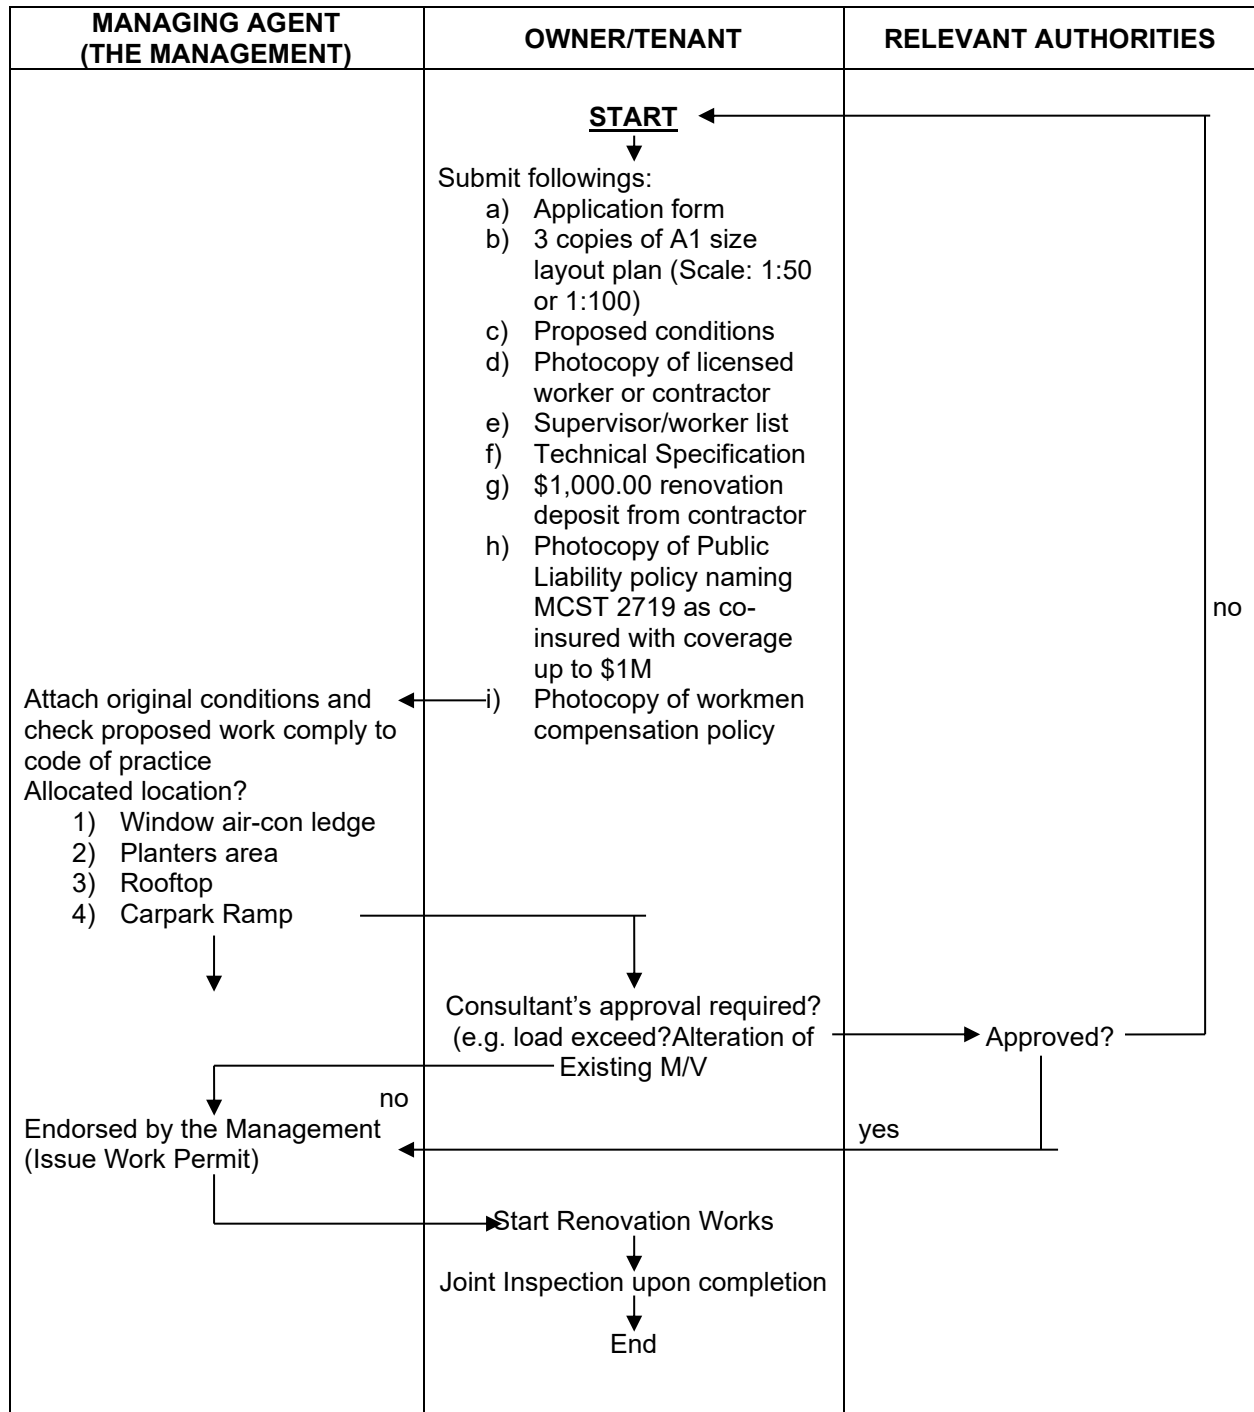 MANAGING AGENT
(THE MANAGEMENT)
OWNER/TENANT
RELEVANT AUTHORITIES
START
Submit followings:
a) Application form
b) 3 copies of A1 size
layout plan (Scale: 1:50
or 1:100)
c) Proposed conditions
d) Photocopy of licensed
worker or contractor
e) Supervisor/worker list
f) Technical Specification
g) $1,000.00 renovation
deposit from contractor
h) Photocopy of Public
Liability policy naming
MCST 2719 as co-
insured with coverage
up to $1M
i) Photocopy of workmen
compensation policy
no
Attach original conditions and
check proposed work comply to
code of practice
Allocated location?
1) Window air-con ledge
2) Planters area
3) Rooftop
4) Carpark Ramp
Consultant’s approval required?
(e.g. load exceed?Alteration of
Existing M/V
Approved?
no
yes
Endorsed by the Management
(Issue Work Permit)
Start Renovation Works
Joint Inspection upon completion
End